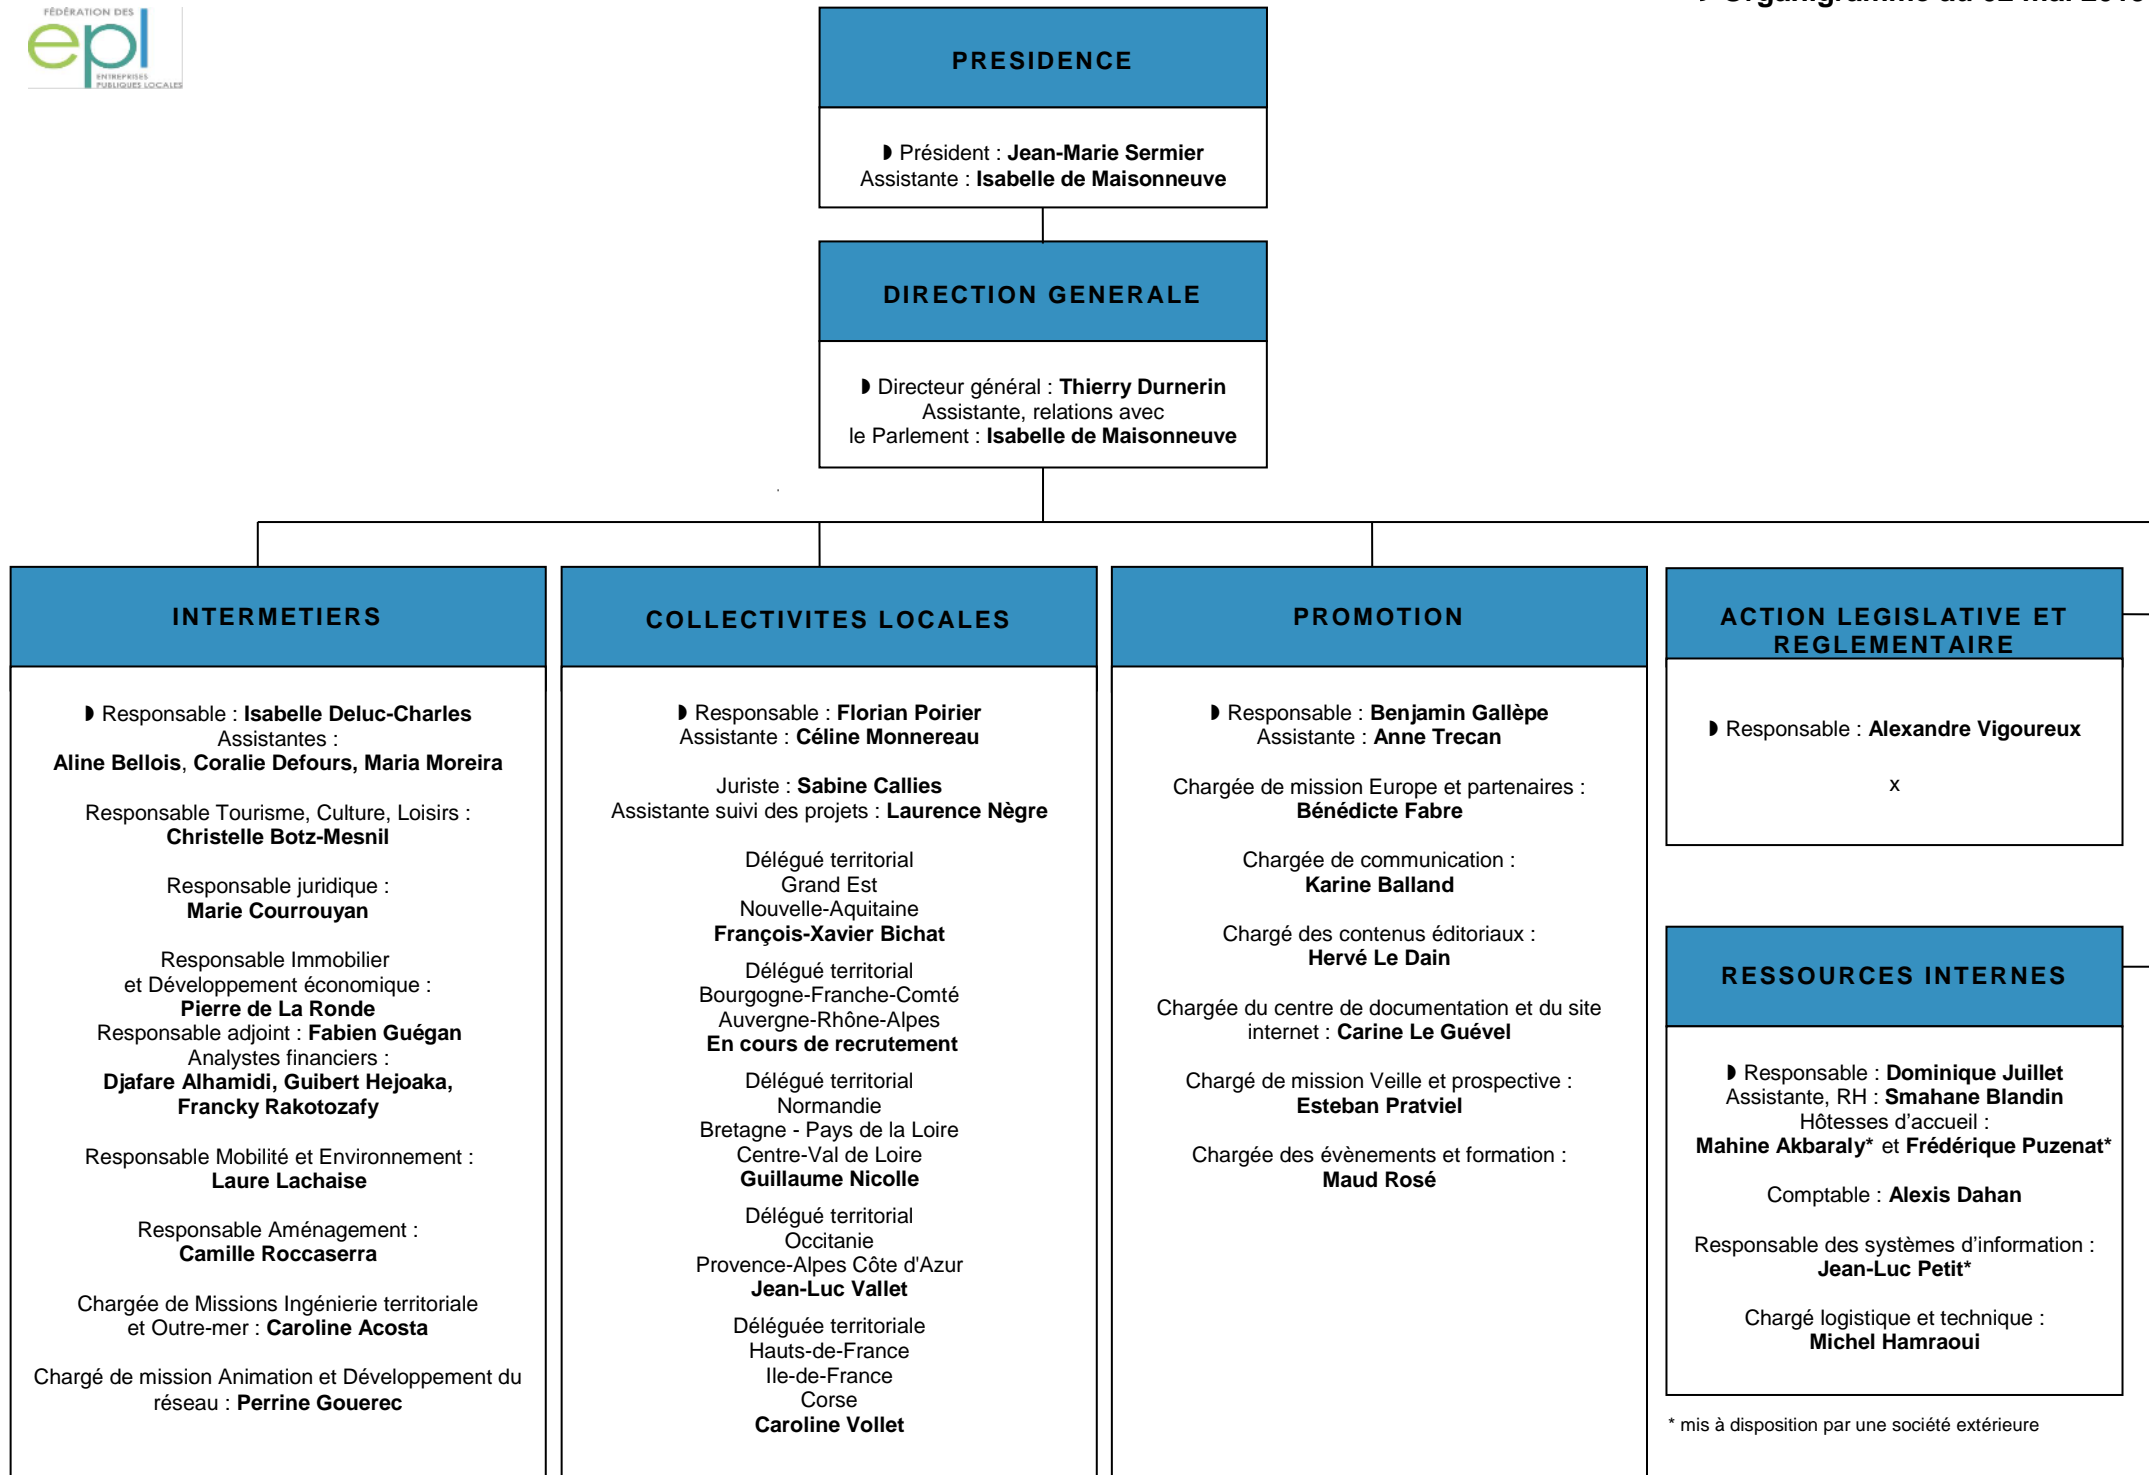 FÉDÉRATION DES
epl
ENTREPRISES
PUBLIQUES LOCALES
PRESIDENCE
◗ Président : Jean-Marie Sermier
Assistante : Isabelle de Maisonneuve
DIRECTION GENERALE
◗ Directeur général : Thierry Durnerin
Assistante, relations avec
le Parlement : Isabelle de Maisonneuve
INTERMETIERS
◗ Responsable : Isabelle Deluc-Charles
Assistantes :
Aline Bellois, Coralie Defours, Maria Moreira
Responsable Tourisme, Culture, Loisirs :
Christelle Botz-Mesnil
Responsable juridique :
Marie Courrouyan
Responsable Immobilier
et Développement économique :
Pierre de La Ronde
Responsable adjoint : Fabien Guégan
Analystes financiers :
Djafare Alhamidi, Guibert Hejoaka,
Francky Rakotozafy
Responsable Mobilité et Environnement :
Laure Lachaise
Responsable Aménagement :
Camille Roccaserra
Chargée de Missions Ingénierie territoriale
et Outre-mer : Caroline Acosta
Chargé de mission Animation et Développement du
réseau : Perrine Gouerec
COLLECTIVITES LOCALES
◗ Responsable : Florian Poirier
Assistante : Céline Monnereau
Juriste : Sabine Callies
Assistante suivi des projets : Laurence Nègre
Délégué territorial
Grand Est
Nouvelle-Aquitaine
François-Xavier Bichat
Délégué territorial
Bourgogne-Franche-Comté
Auvergne-Rhône-Alpes
En cours de recrutement
Délégué territorial
Normandie
Bretagne - Pays de la Loire
Centre-Val de Loire
Guillaume Nicolle
Délégué territorial
Occitanie
Provence-Alpes Côte d'Azur
Jean-Luc Vallet
Déléguée territoriale
Hauts-de-France
Ile-de-France
Corse
Caroline Vollet
PROMOTION
◗ Responsable : Benjamin Gallèpe
Assistante : Anne Trecan
Chargée de mission Europe et partenaires :
Bénédicte Fabre
Chargée de communication :
Karine Balland
Chargé des contenus éditoriaux :
Hervé Le Dain
Chargée du centre de documentation et du site
internet : Carine Le Guével
Chargé de mission Veille et prospective :
Esteban Pratviel
Chargée des évènements et formation :
Maud Rosé
ACTION LEGISLATIVE ET
REGLEMENTAIRE
◗ Responsable : Alexandre Vigoureux
x
RESSOURCES INTERNES
◗ Responsable : Dominique Juillet
Assistante, RH : Smahane Blandin
Hôtesses d’accueil :
Mahine Akbaraly* et Frédérique Puzenat*
Comptable : Alexis Dahan
Responsable des systèmes d’information :
Jean-Luc Petit*
Chargé logistique et technique :
Michel Hamraoui
* mis à disposition par une société extérieure